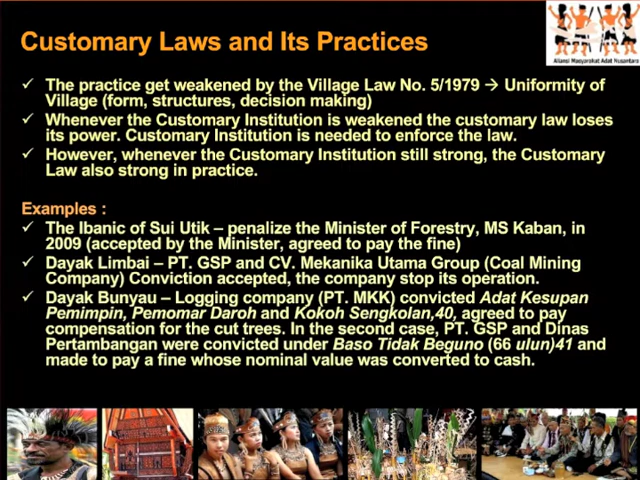 Aliansi Masyarakat Adat Nusantara
Customary Laws and Its Practices
✓ The practice get weakened by the Village Law No. 5/1979 → Uniformity of
Village (form, structures, decision making)
✓ Whenever the Customary Institution is weakened the customary law loses
its power. Customary Institution is needed to enforce the law.
✓ However, whenever the Customary Institution still strong, the Customary
Law also strong in practice.
Examples :
✓ The Ibanic of Sui Utik – penalize the Minister of Forestry, MS Kaban, in
2009 (accepted by the Minister, agreed to pay the fine)
✓ Dayak Limbai – PT. GSP and CV. Mekanika Utama Group (Coal Mining
Company) Conviction accepted, the company stop its operation.
✓ Dayak Bunyau – Logging company (PT. MKK) convicted Adat Kesupan
Pemimpin, Pemomar Daroh and Kokoh Sengkolan,40, agreed to pay
compensation for the cut trees. In the second case, PT. GSP and Dinas
Pertambangan were convicted under Baso Tidak Beguno (66 ulun)41 and
made to pay a fine whose nominal value was converted to cash.